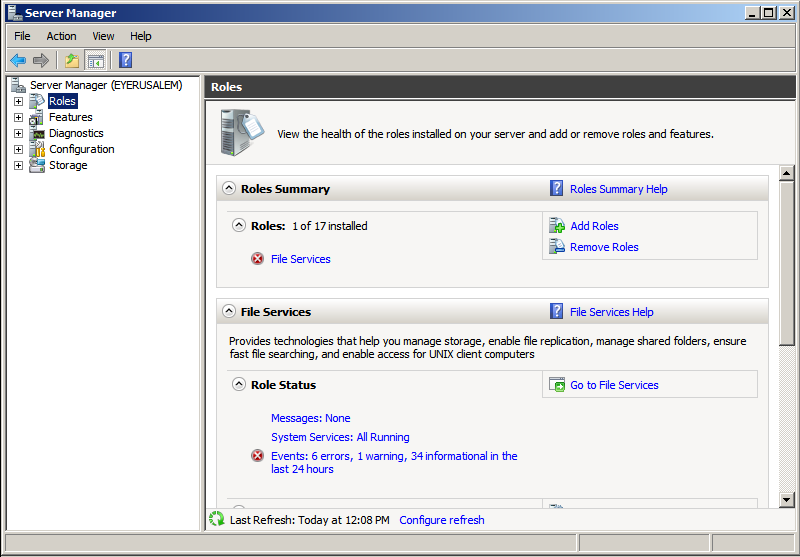 Server Manager
File Action View Help
Server Manager (EYERUSALEM)
Roles
Features
Diagnostics
Configuration
Storage
Roles
View the health of the roles installed on your server and add or remove roles and features.
Roles Summary
Roles Summary Help
Roles: 1 of 17 installed
File Services
Add Roles
Remove Roles
File Services
File Services Help
Provides technologies that help you manage storage, enable file replication, manage shared folders, ensure
fast file searching, and enable access for UNIX client computers
Role Status
Go to File Services
Messages: None
System Services: All Running
Events: 6 errors, 1 warning, 34 informational in the
last 24 hours
Last Refresh: Today at 12:08 PM Configure refresh